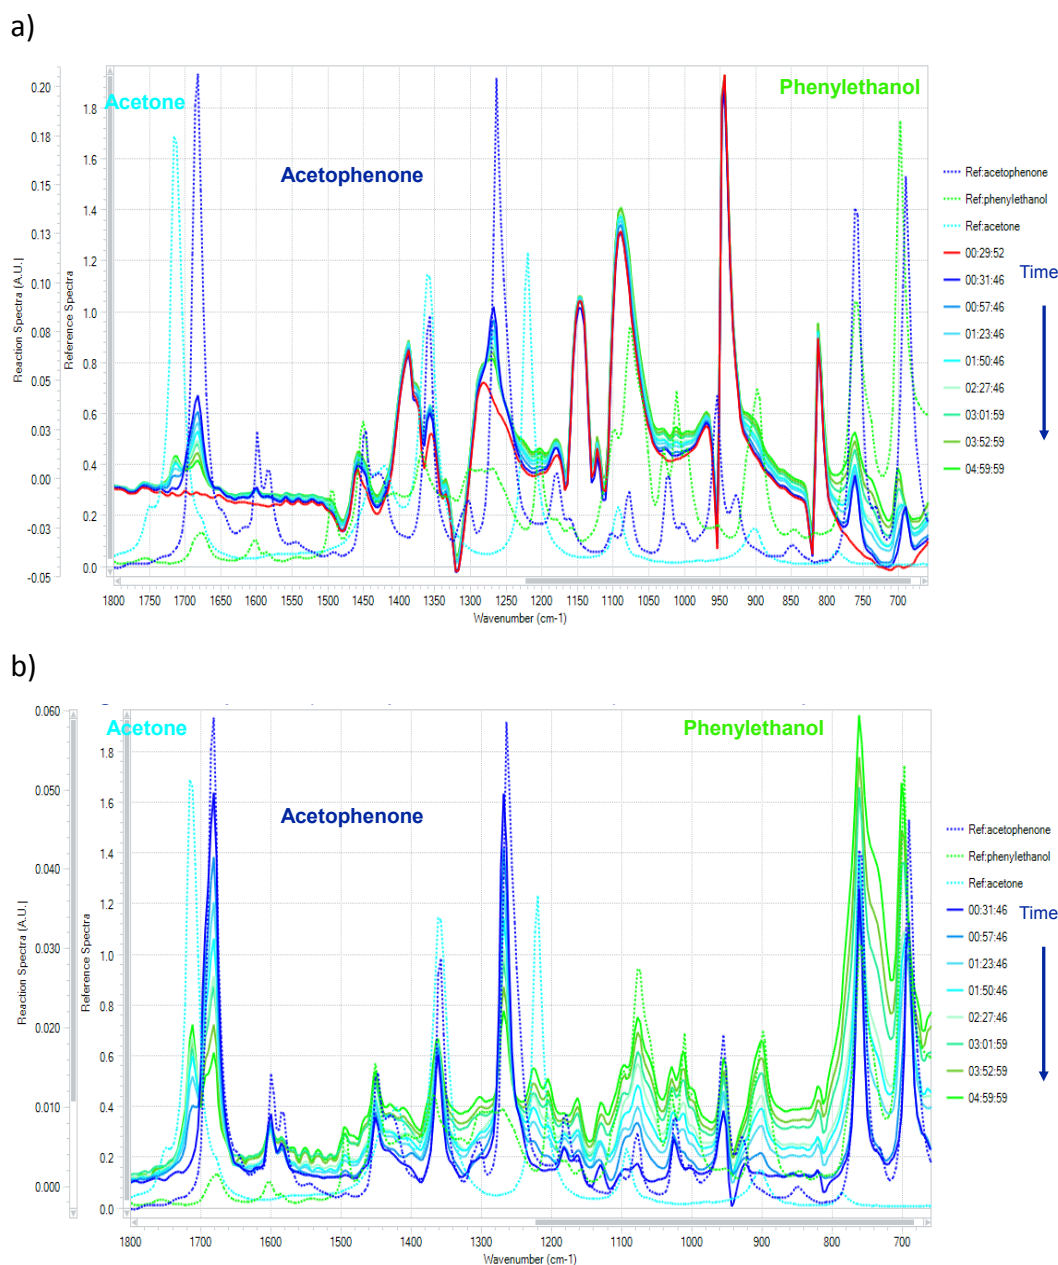 a)
Acetone
Phenylethanol
Acetophenone
Reaction Spectra [A.U.]
0.20
0.18
0.15
0.13
0.10
0.08
0.05
0.03
0.00
-0.03
-0.05
Reference Spectra
1.8
1.6
1.4
1.2
1.0
0.8
0.6
0.4
0.2
0.0
1800 1750 1700 1650 1600 1550 1500 1450 1400 1350 1300 1250 1200 1150 1100 1050 1000 950 900 850 800 750 700
Wavenumber (cm-1)
Ref:acetophenone
Ref:phenylethanol
Ref:acetone
00:29:52
00:31:46
00:57:46
01:23:46
01:50:46
02:27:46
03:01:59
03:52:59
04:59:59
Time
b)
Acetone
Phenylethanol
Acetophenone
Reaction Spectra (A.U.]
0.060
0.050
0.040
0.030
0.020
0.010
0.000
Reference Spectra
1.8
1.6
1.4
1.2
1.0
0.8
0.6
0.4
0.2
0.0
1800 1700 1600 1500 1400 1300 1200 1100 1000 900 800 700
Wavenumber (cm-1)
Ref:acetophenone
Ref:phenylethanol
Ref:acetone
00:31:46
00:57:46
01:23:46
01:50:46
02:27:46
03:01:59
03:52:59
04:59:59
Time